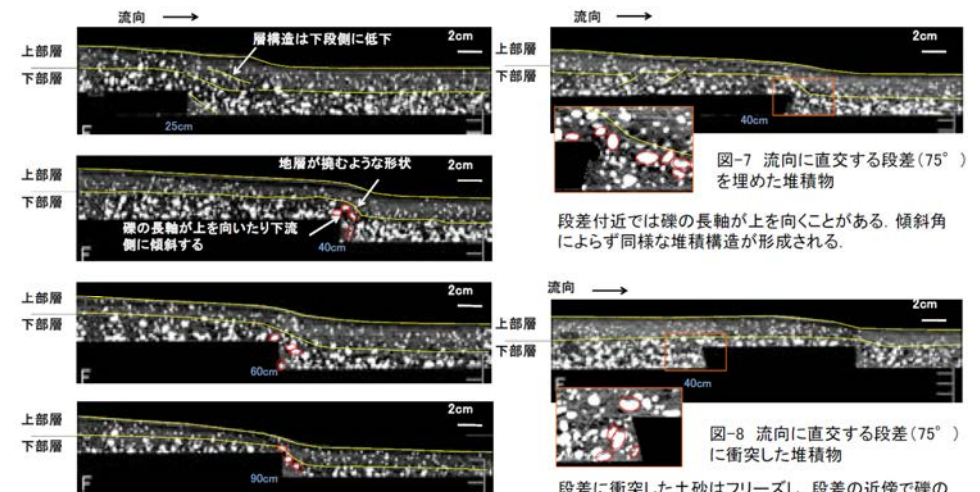 流向
2cm
上部層
下部層
層構造は下段側に低下
25cm
F
2cm
上部層
下部層
地層が撓むような形状
礫の長軸が上を向いたり下流
側に傾斜する
40cm
F
2cm
上部層
下部層
60cm
F
2cm
上部層
下部層
90cm
F
流向
2cm
上部層
下部層
40cm
図-7 流向に直交する段差(75°)
を埋めた堆積物
段差付近では礫の長軸が上を向くことがある. 傾斜角
によらず同様な堆積構造が形成される.
流向
2cm
上部層
下部層
40cm
F
図-8 流向に直交する段差(75°)
に衝突した堆積物
段差に衝突した土砂はフリーズし, 段差の近傍で礫の